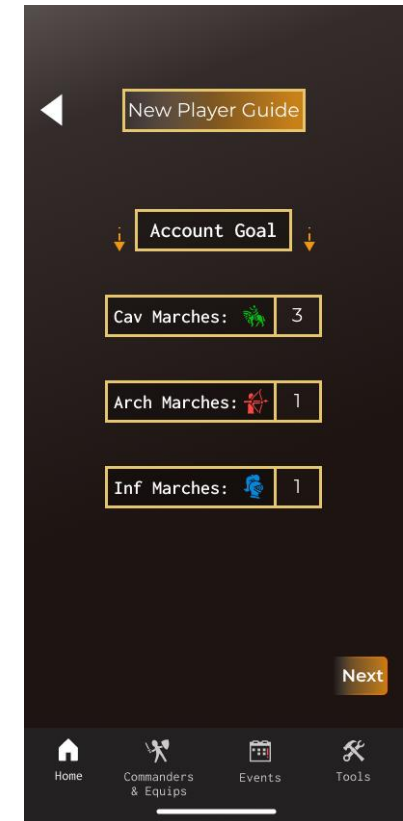 New Player Guide
Account Goal
Cav Marches: 3
Arch Marches: 1
Inf Marches: 1
Next
Home
Commanders
& Equips
Events
Tools